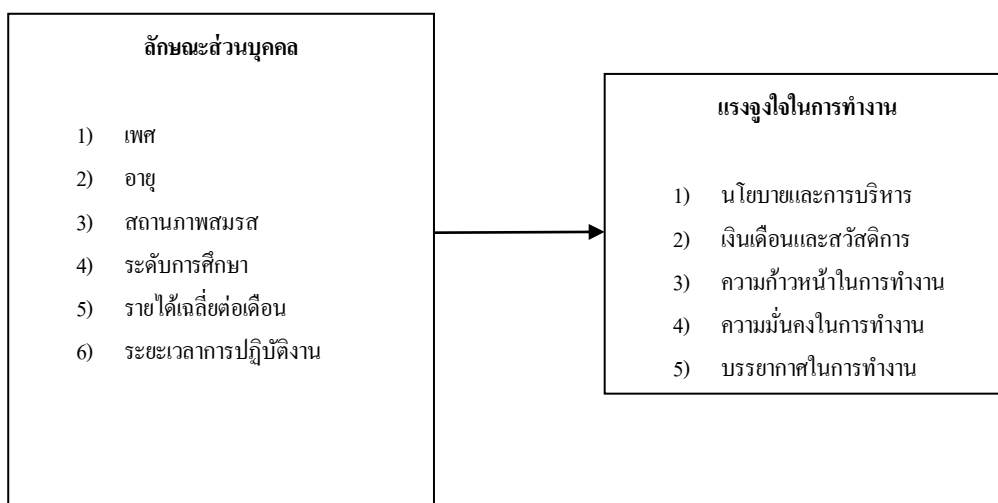 ลักษณะส่วนบุคคล
1) เพศ
2) อายุ
3) สถานภาพสมรส
4) ระดับการศึกษา
5) รายได้เฉลี่ยต่อเดือน
6) ระยะเวลาการปฏิบัติงาน
แรงจูงใจในการทำงาน
1) นโยบายและการบริหาร
2) เงินเดือนและสวัสดิการ
3) ความก้าวหน้าในการทำงาน
4) ความมั่นคงในการทำงาน
5) บรรยากาศในการทำงาน